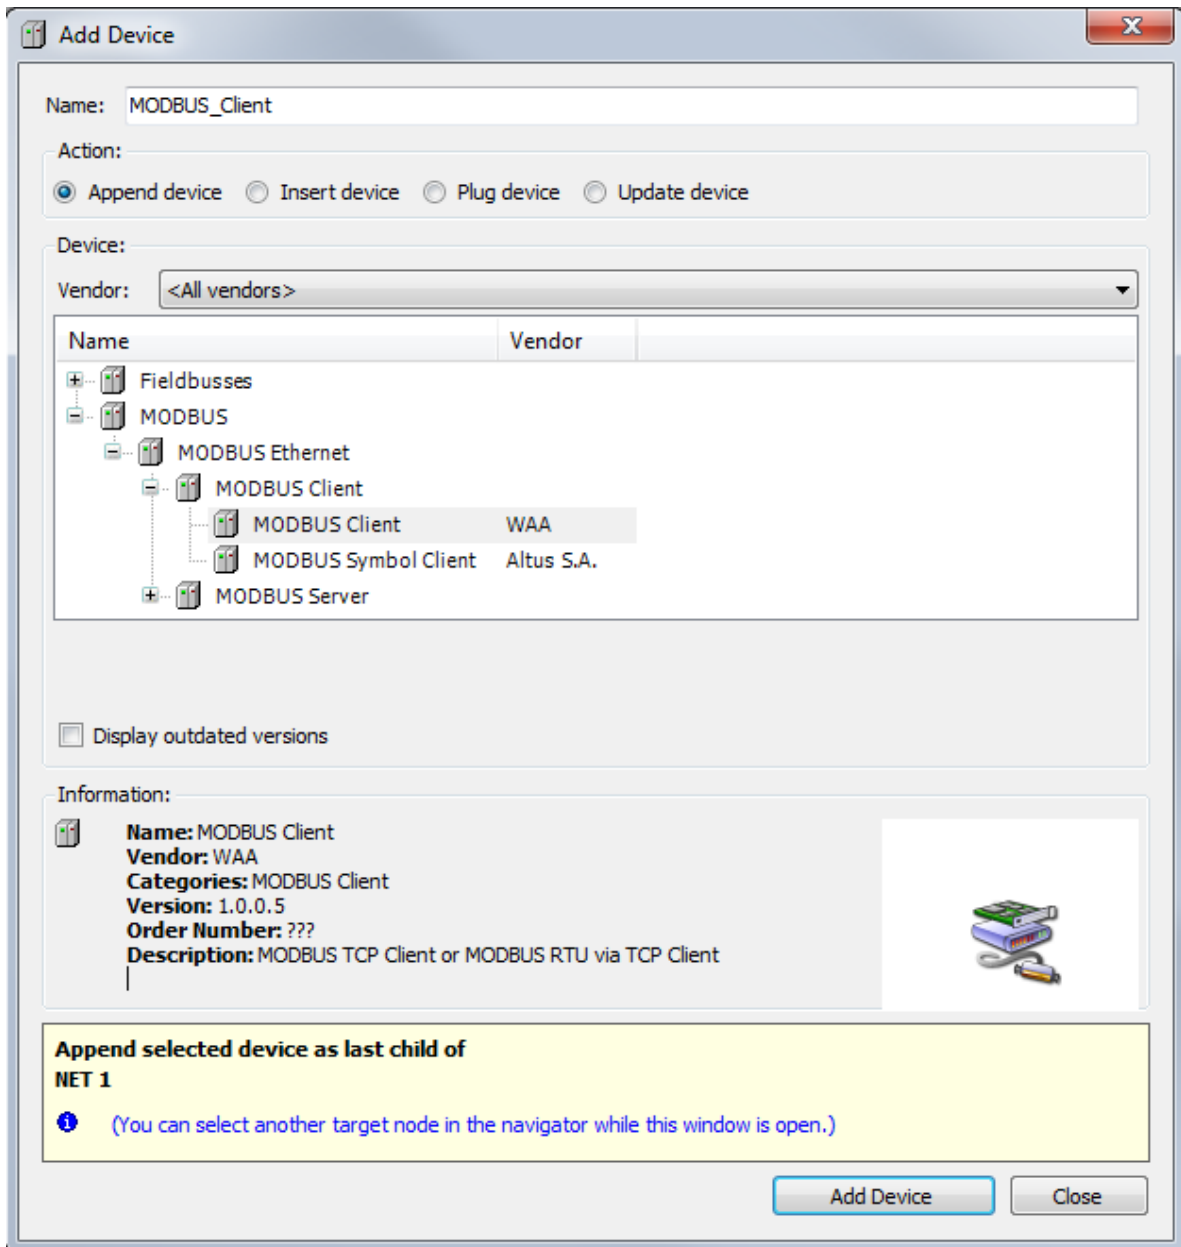 Add Device
Name: MODBUS_Client
Action:
Append device Insert device Plug device Update device
Device:
Vendor: <All vendors>
Name Vendor
Fieldbusses
MODBUS
MODBUS Ethernet
MODBUS Client
MODBUS Client WAA
MODBUS Symbol Client Altus S.A.
MODBUS Server
Display outdated versions
Information:
Name: MODBUS Client
Vendor: WAA
Categories: MODBUS Client
Version: 1.0.0.5
Order Number: ???
Description: MODBUS TCP Client or MODBUS RTU via TCP Client
Append selected device as last child of
NET 1
(You can select another target node in the navigator while this window is open.)
Add Device Close